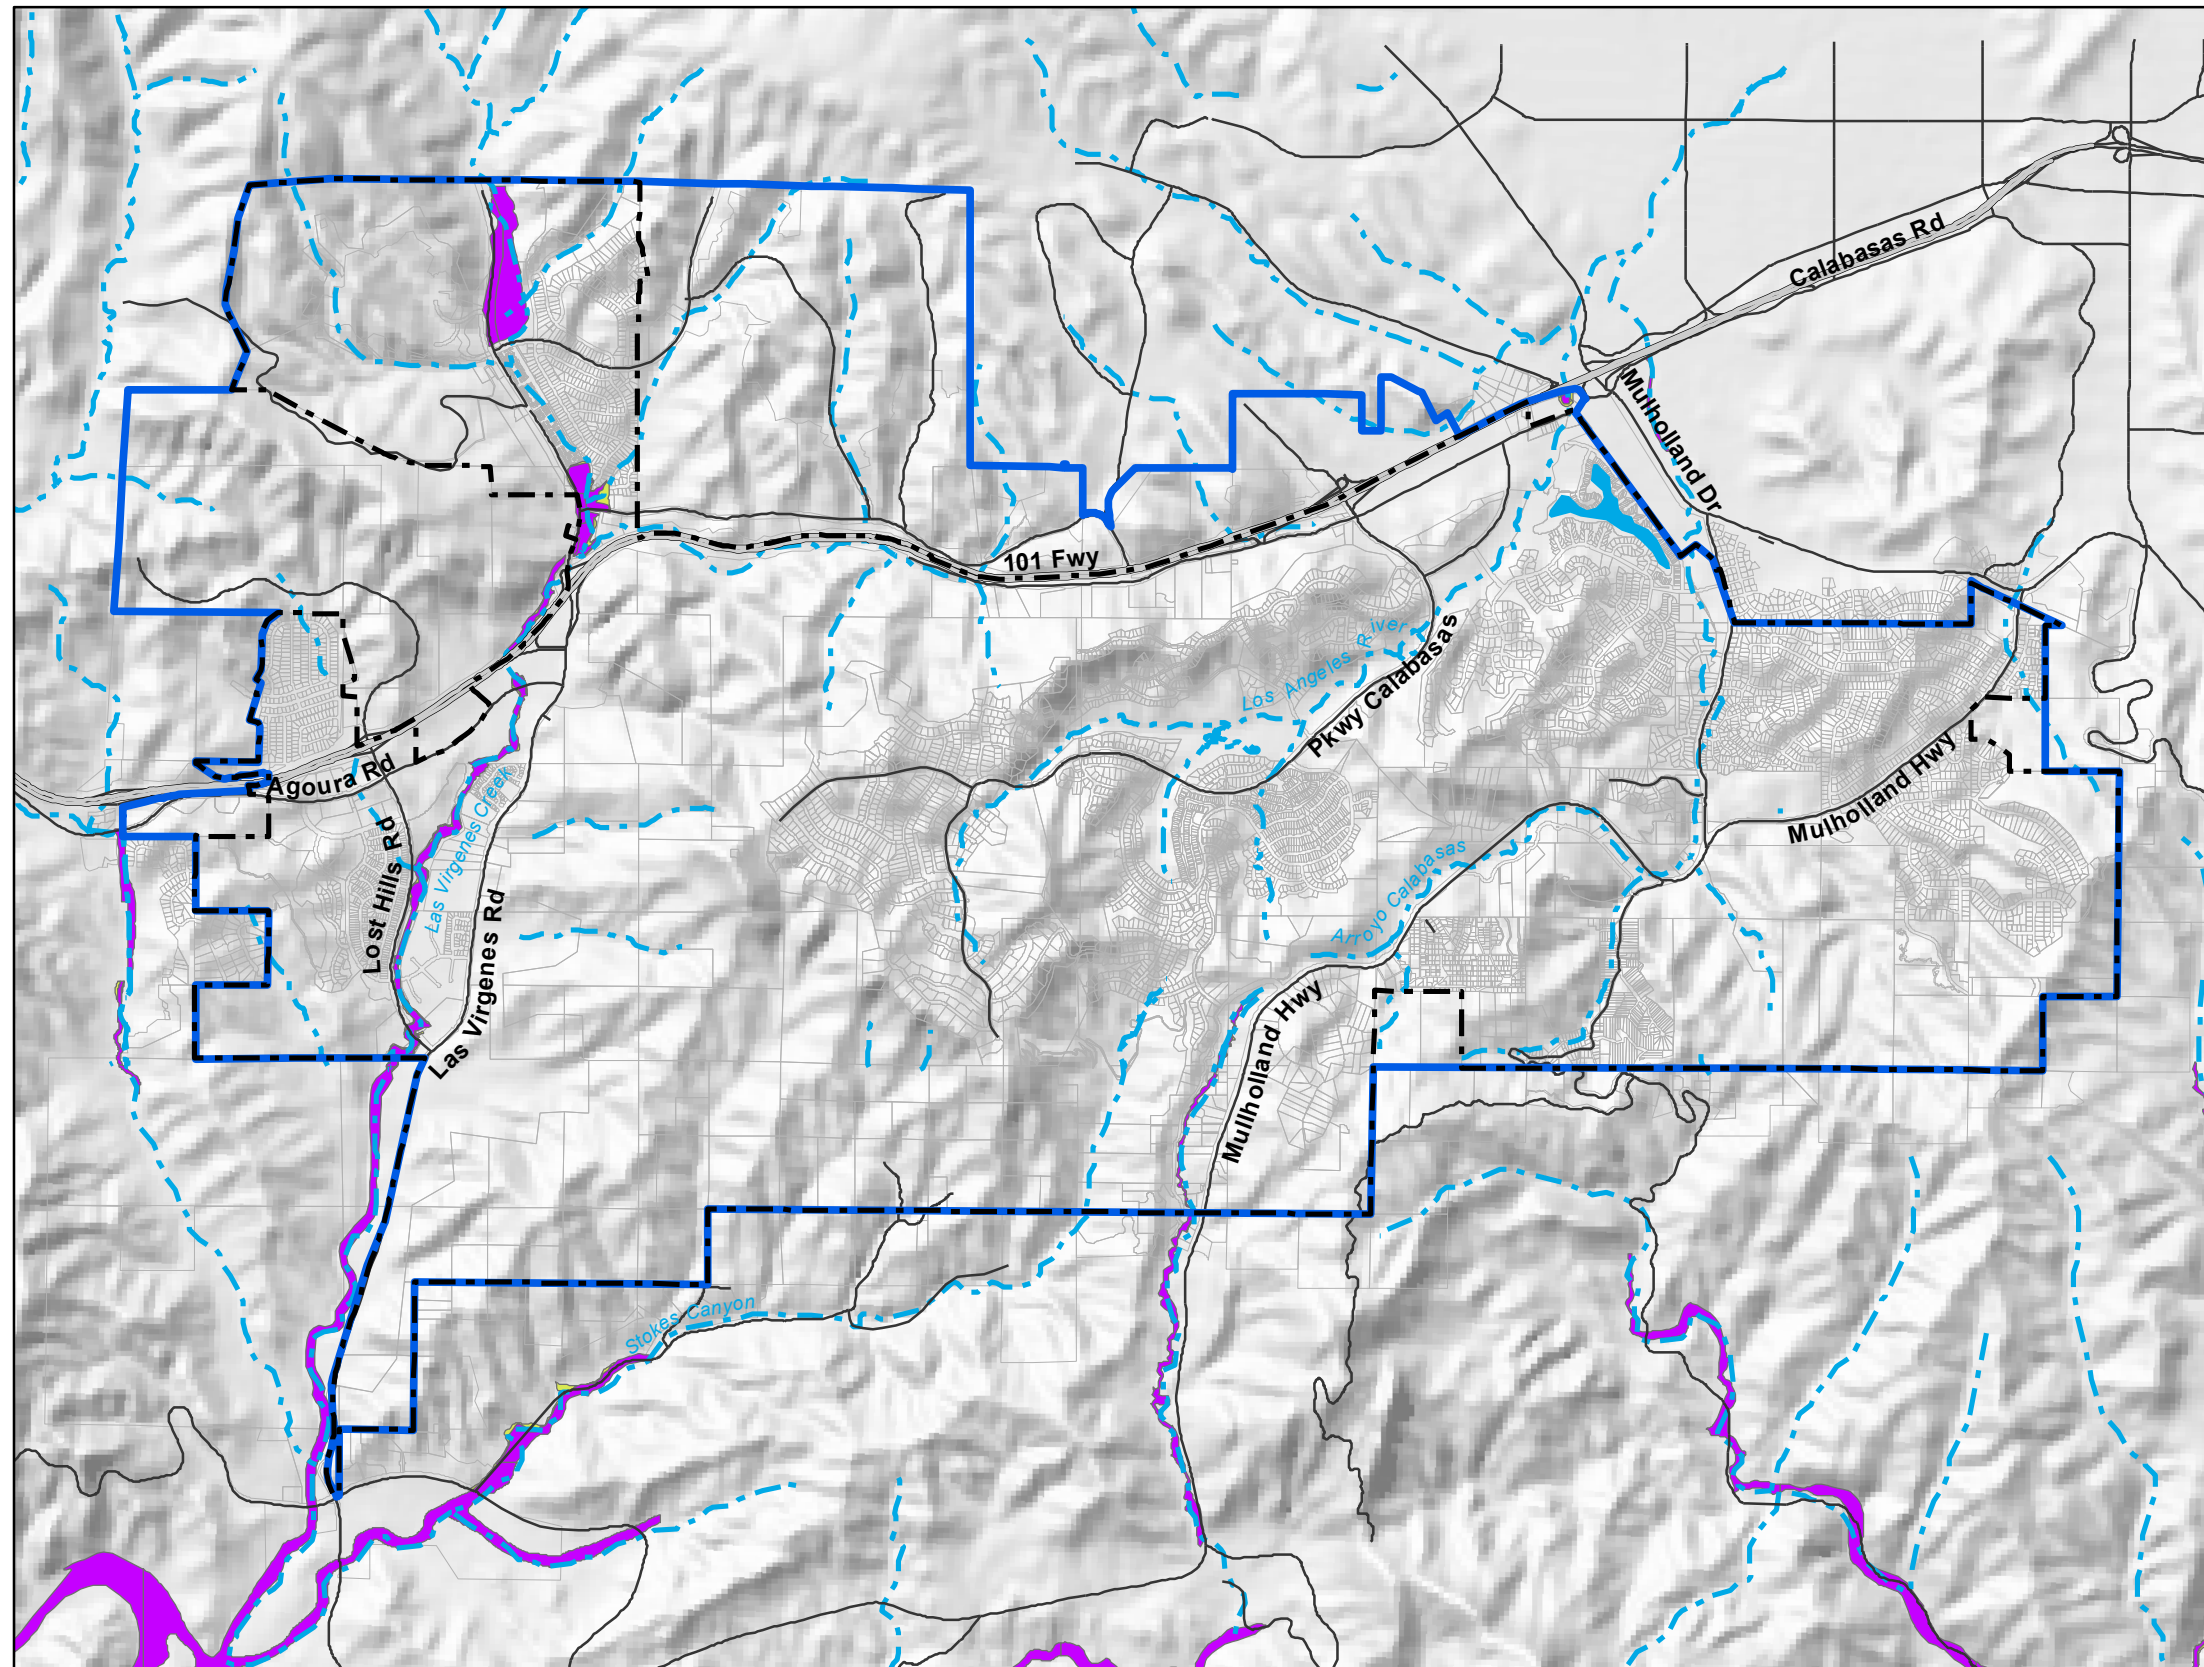 Calabasas Rd
Mulholland Dr
101 Fwy
Los Angeles River
Pkwy Calabasas
Agoura Rd
Mulholland Hwy
Lost Hills Rd
Las Virgenes Creek
Arroyo Calabasas
Las Virgenes Rd
Mulholland Hwy
Stokes Canyon